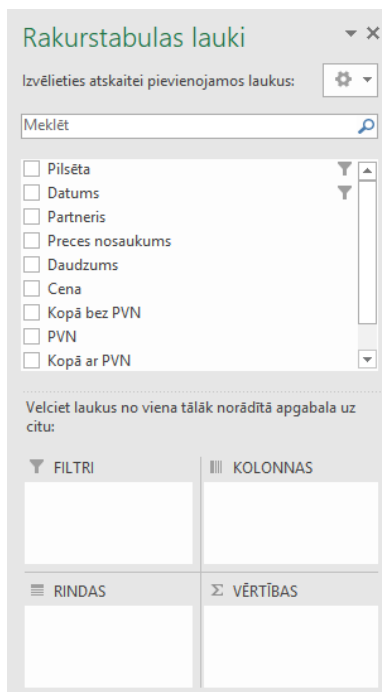 Rakurstabulas lauki
Izvēlieties atskaitei pievienojamos laukus:
Meklēt
Pilsēta
Datums
Partneris
Preces nosaukums
Daudzums
Cena
Kopā bez PVN
PVN
Kopā ar PVN
Velciet laukus no viena tālāk norādītā apgabala uz
citu:
FILTRI
KOLONNAS
RINDAS
VĒRTĪBAS